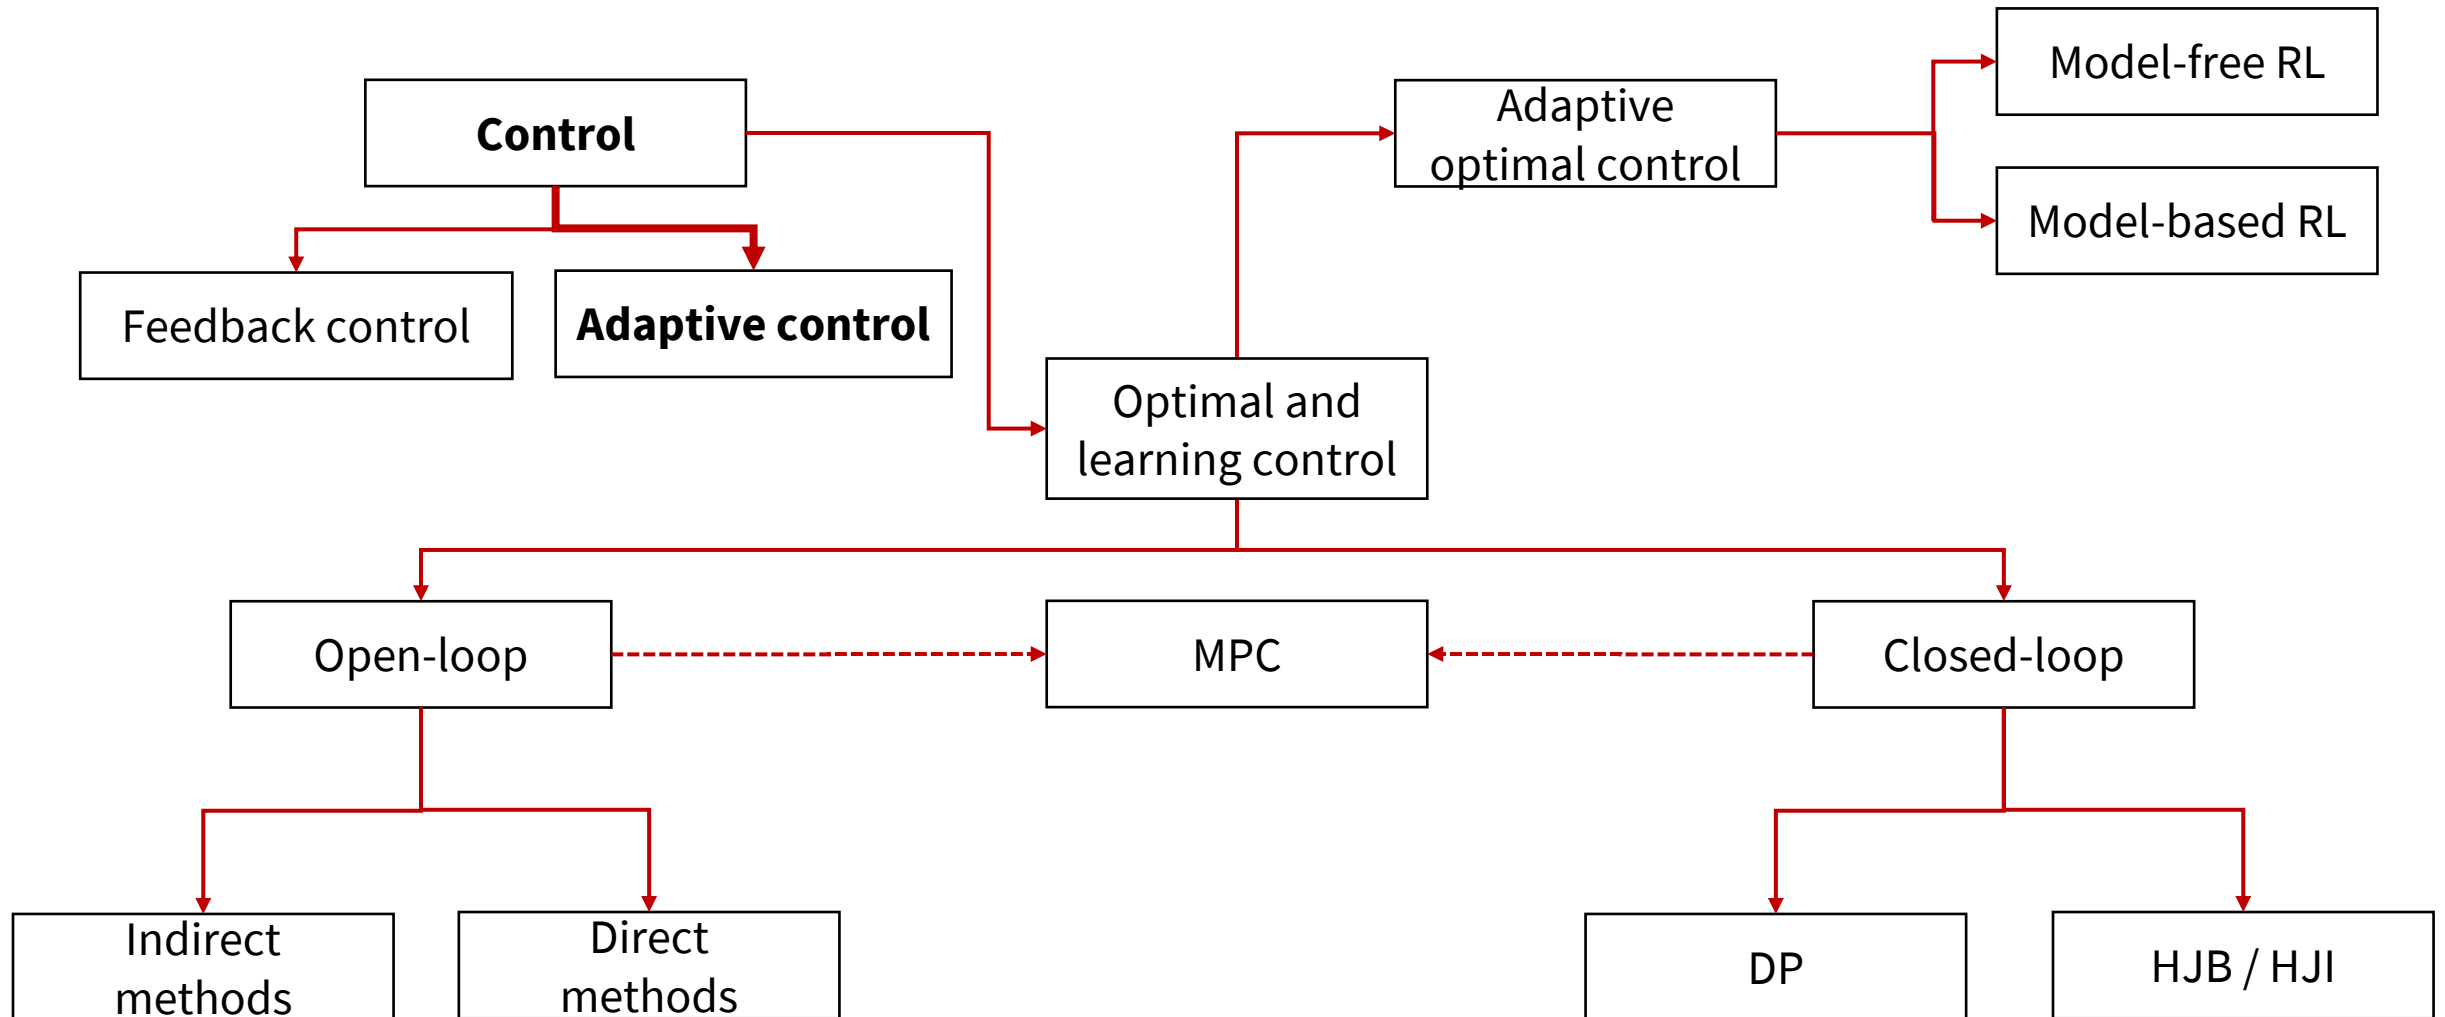 Model-free RL
Control
Adaptive
optimal control
Model-based RL
Feedback control
Adaptive control
Optimal and
learning control
Open-loop
MPC
Closed-loop
Indirect
methods
Direct
methods
DP
HJB / HJI